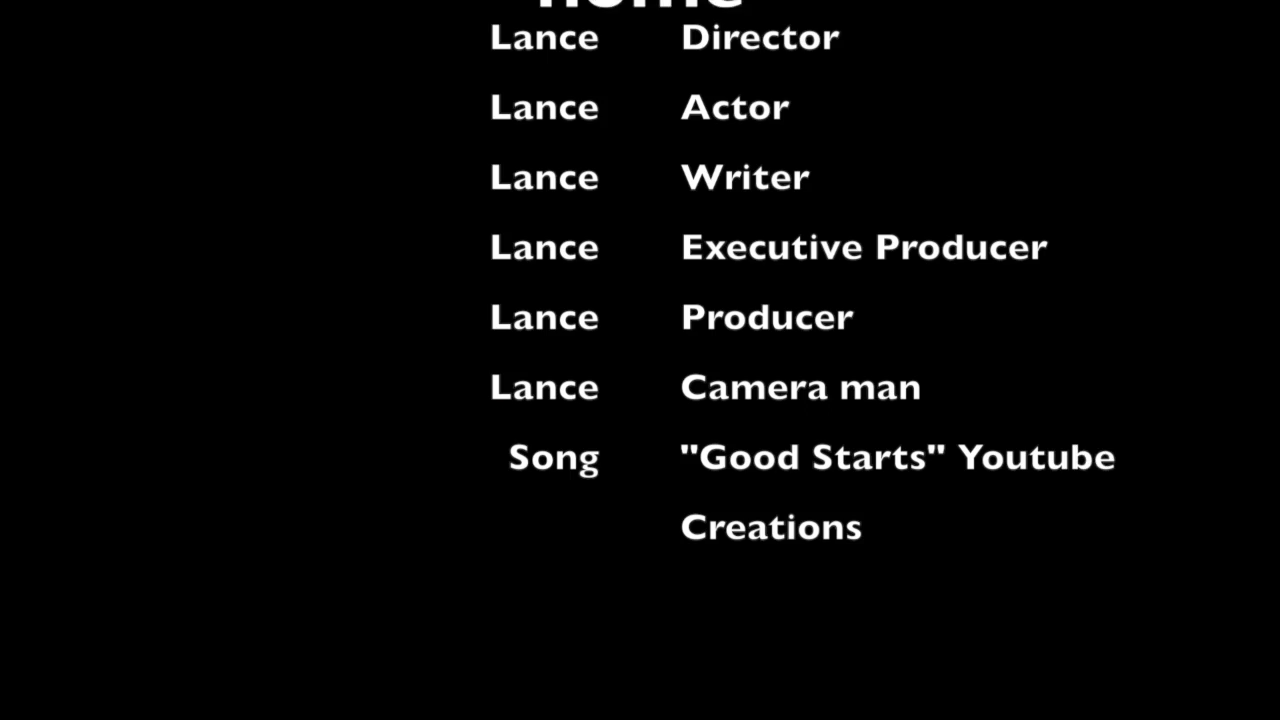 home
Lance Director
Lance Actor
Lance Writer
Lance Executive Producer
Lance Producer
Lance Camera man
Song "Good Starts" Youtube
Creations